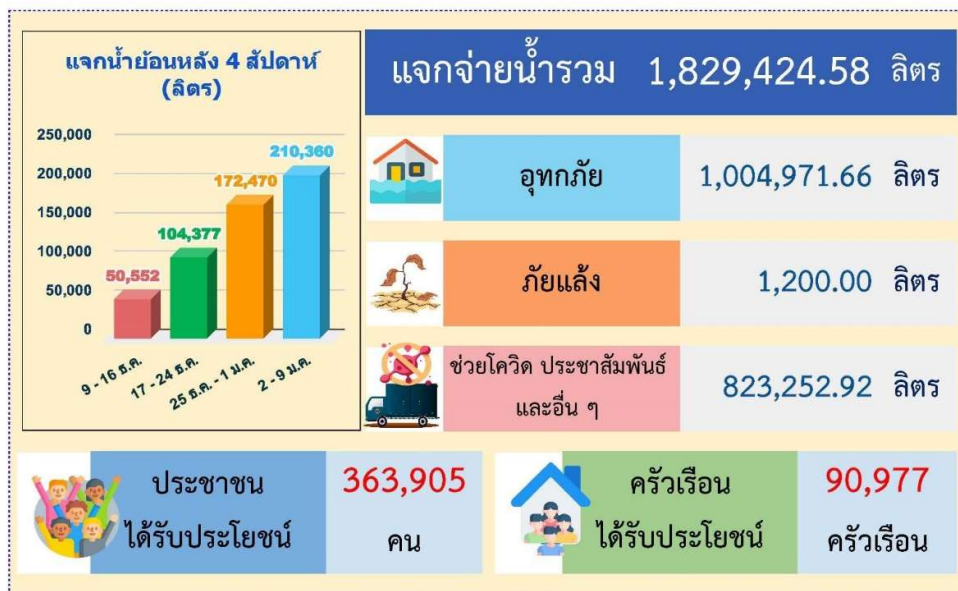 แจกน้ำย้อนหลัง 4 สัปดาห์
(ลิตร)
250,000
200,000
150,000
100,000
50,000
0
50,552
104,377
172,470
210,360
9 - 16 ธ.ค.
17 - 24 ธ.ค.
25 ธ.ค. - 1 ม.ค.
2 - 9 ม.ค.
แจกจ่ายน้ำรวม 1,829,424.58 ลิตร
อุทกภัย 1,004,971.66 ลิตร
ภัยแล้ง 1,200.00 ลิตร
ช่วยโควิด ประชาสัมพันธ์
และอื่น ๆ
823,252.92 ลิตร
ประชาชน
ได้รับประโยชน์
363,905
คน
ครัวเรือน
ได้รับประโยชน์
90,977
ครัวเรือน